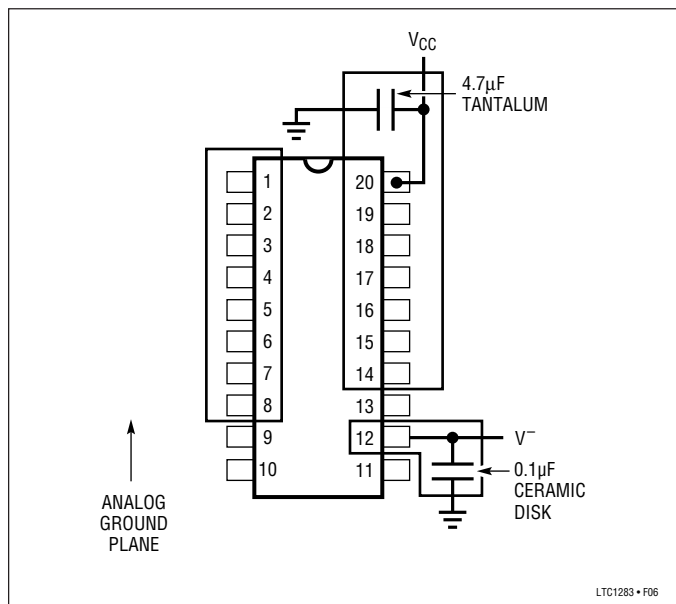 VCC
4.7µF
TANTALUM
1
20
2
19
3
18
4
17
5
16
6
15
7
14
8
13
9
12
V–
10
11
0.1µF
CERAMIC
DISK
ANALOG
GROUND
PLANE
LTC1283 • F06